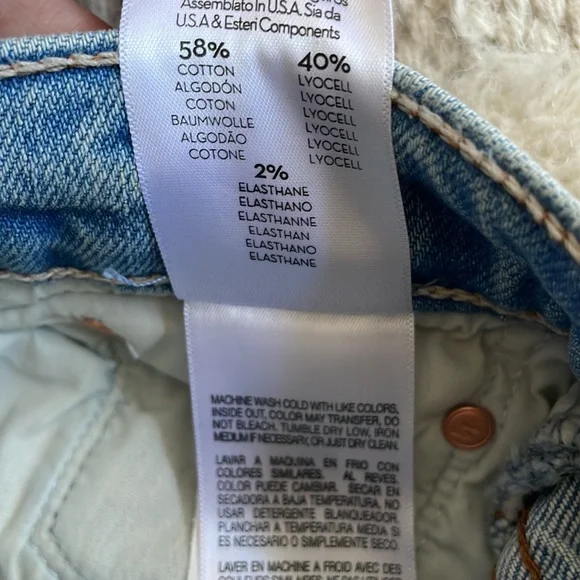 Assemblato In U.S.A. Sia da
U.S.A & Esteri Components
58%
COTTON
ALGODÓN
COTON
BAUMWOLLE
ALGODÃO
COTONE
40%
LYOCELL
LYOCELL
LYOCELL
LYOCELL
LYOCELL
LYOCELL
2%
ELASTHANE
ELASTHANO
ELASTHANNE
ELASTHAN
ELASTHANO
ELASTHANE
MACHINE WASH COLD WITH LIKE COLORS,
INSIDE OUT, COLOR MAY TRANSFER, DO
NOT BLEACH. TUMBLE DRY LOW, IRON
MEDIUM IF NECESSARY, OR JUST DRY CLEAN.
LAVAR A MAQUINA EN FRIO CON
COLORES SIMILARES. AL REVES.
COLOR PUEDE CAMBIAR. SECAR EN
SECADORA A BAJA TEMPERATURA. NO
USAR DETERGENTE BLANQUEADOR.
PLANCHAR A TEMPERATURA MEDIA SI
ES NECESARIO O SIMPLEMENTE SECO.
LAVER EN MACHINE A FROID AVEC DES